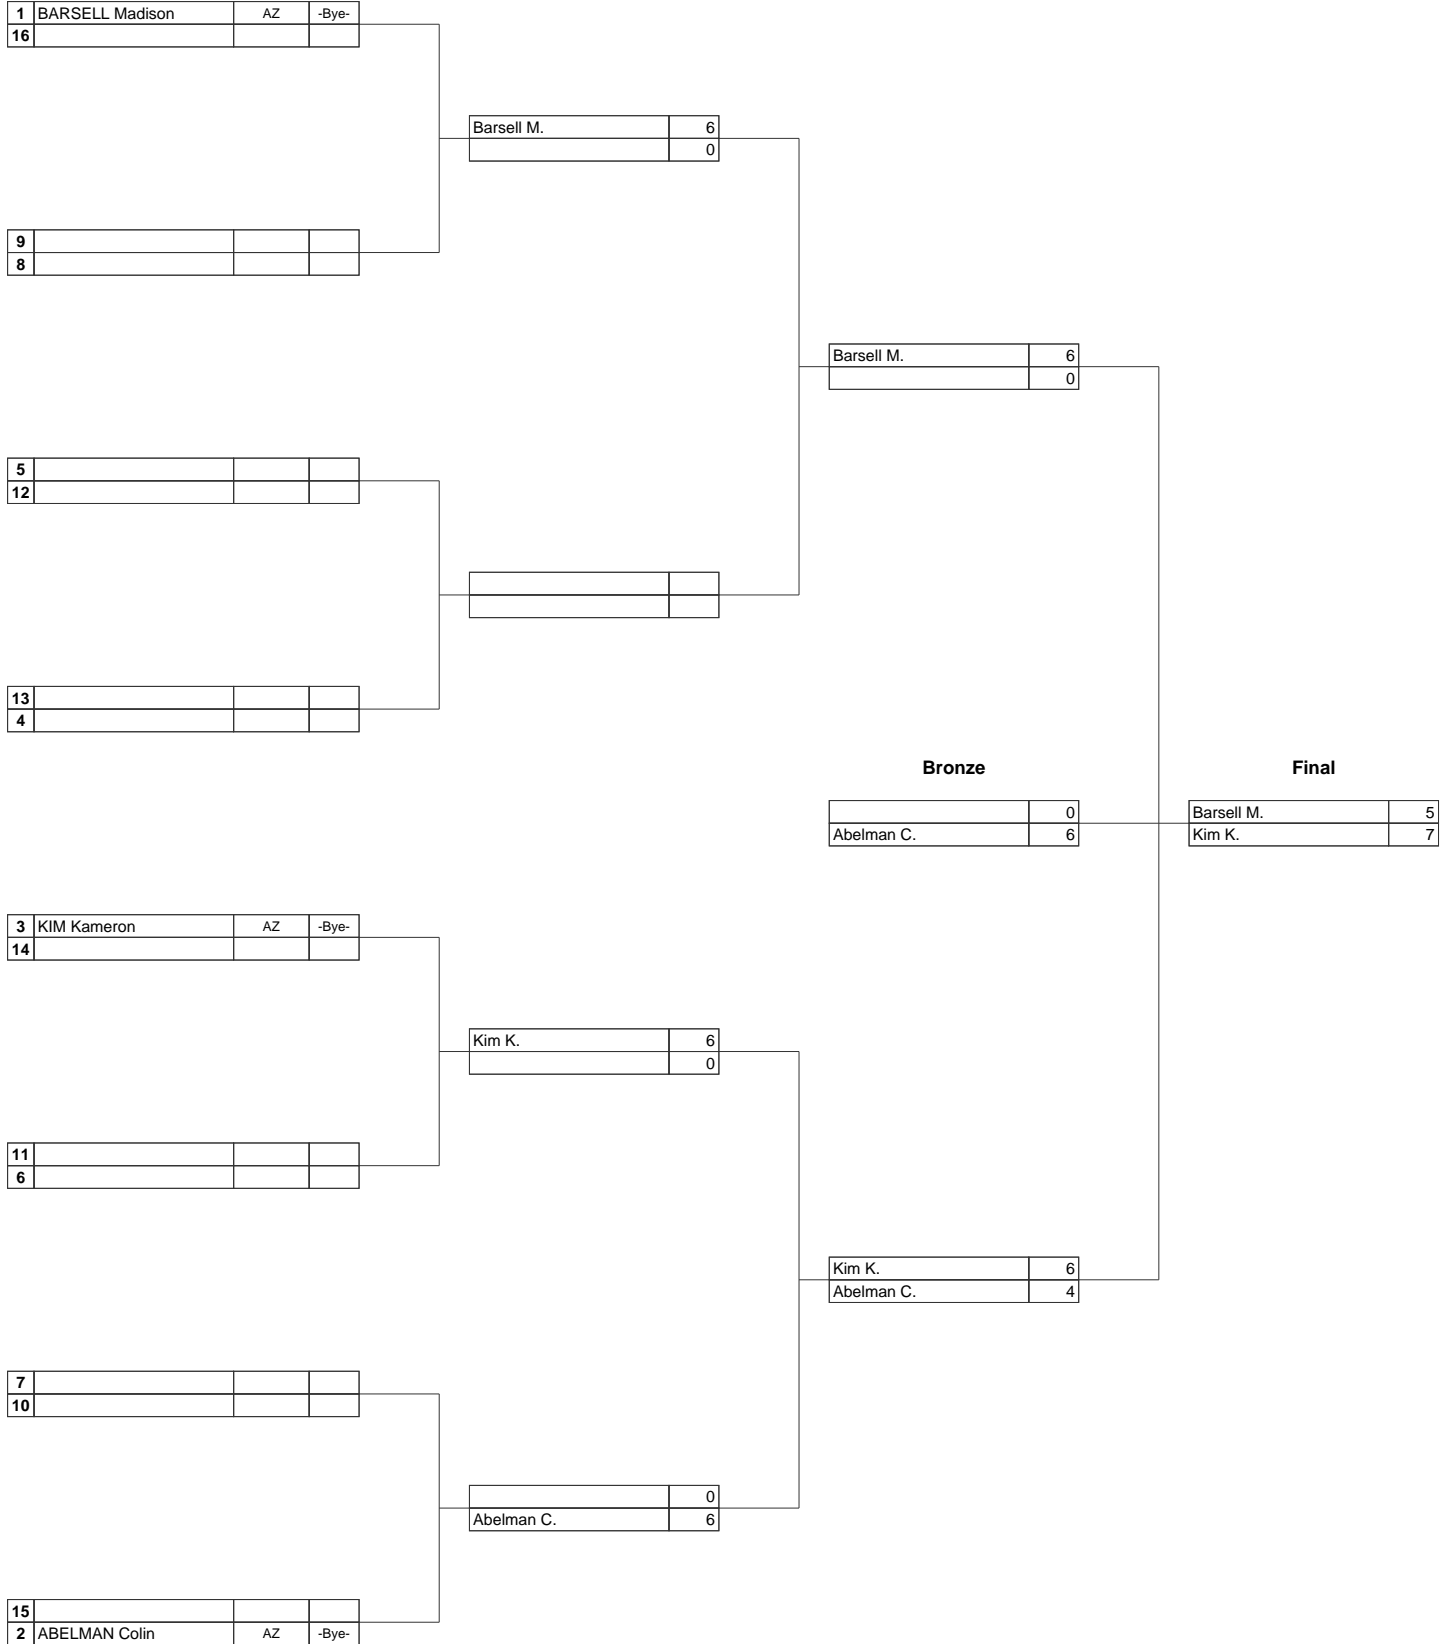 1 BARSELL Madison AZ -Bye-
16
Barsell M. 6
0
9
8
Barsell M. 6
0
5
12
13
4
Bronze Final
0 Barsell M. 5
Abelman C. 6 Kim K. 7
3 KIM Kameron AZ -Bye-
14
Kim K. 6
0
11
6
Kim K. 6
Abelman C. 4
7
10
0
Abelman C. 6
15
2 ABELMAN Colin AZ -Bye-